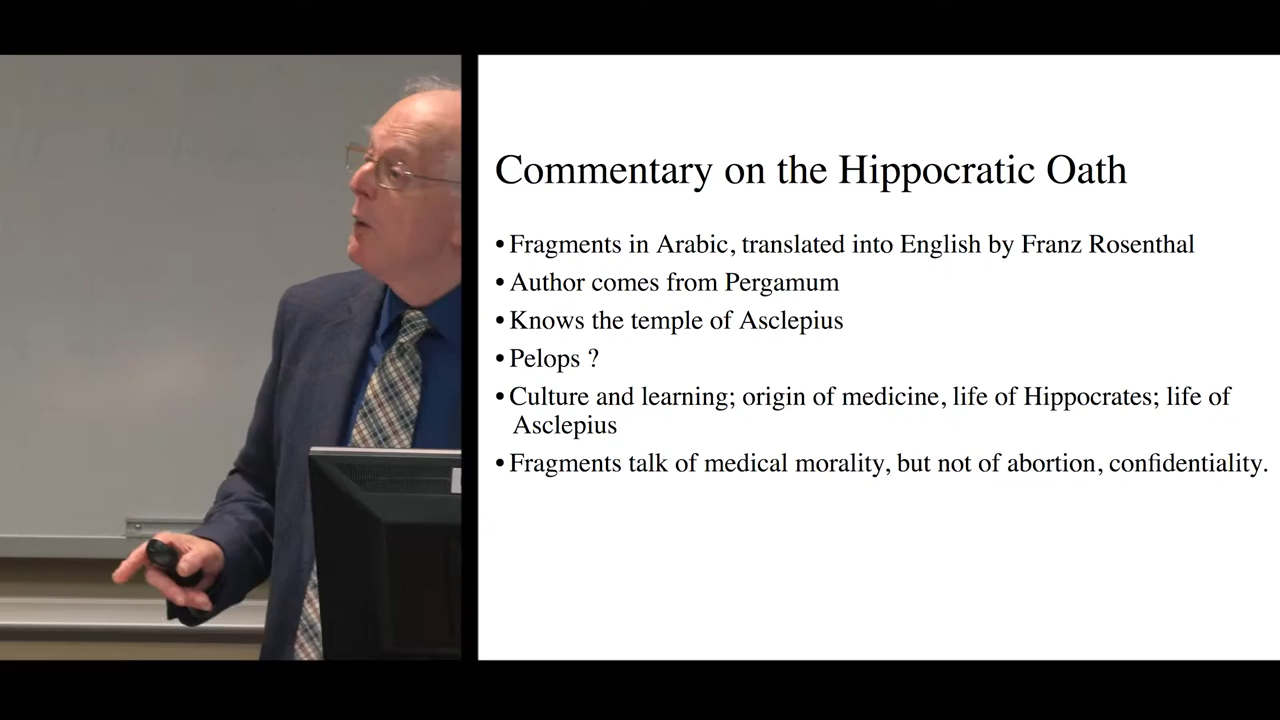 Commentary on the Hippocratic Oath
• Fragments in Arabic, translated into English by Franz Rosenthal
• Author comes from Pergamum
• Knows the temple of Asclepius
• Pelops ?
• Culture and learning; origin of medicine, life of Hippocrates; life of
Asclepius
• Fragments talk of medical morality, but not of abortion, confidentiality.